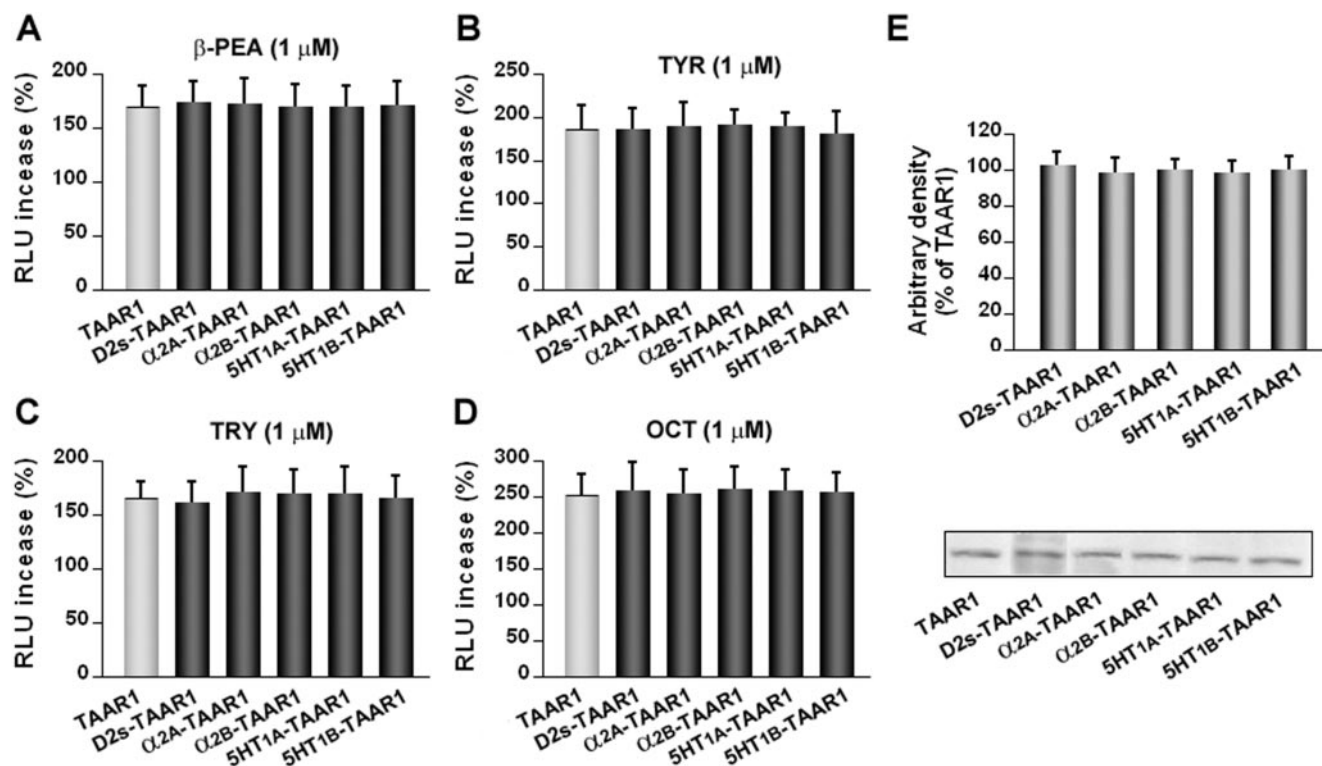 A
β-PEA (1 μM)
RLU incease (%)
200
150
100
50
0
TAAR1
D2s-TAAR1
α2A-TAAR1
α2B-TAAR1
5HT1A-TAAR1
5HT1B-TAAR1
B
TYR (1 μM)
RLU incease (%)
250
200
150
100
50
0
TAAR1
D2s-TAAR1
α2A-TAAR1
α2B-TAAR1
5HT1A-TAAR1
5HT1B-TAAR1
C
TRY (1 μM)
RLU incease (%)
200
150
100
50
0
TAAR1
D2s-TAAR1
α2A-TAAR1
α2B-TAAR1
5HT1A-TAAR1
5HT1B-TAAR1
D
OCT (1 μM)
RLU incease (%)
300
250
200
150
100
50
0
TAAR1
D2s-TAAR1
α2A-TAAR1
α2B-TAAR1
5HT1A-TAAR1
5HT1B-TAAR1
E
Arbitrary density
(% of TAAR1)
120
100
80
60
40
20
0
D2s-TAAR1
α2A-TAAR1
α2B-TAAR1
5HT1A-TAAR1
5HT1B-TAAR1
TAAR1
D2s-TAAR1
α2A-TAAR1
α2B-TAAR1
5HT1A-TAAR1
5HT1B-TAAR1